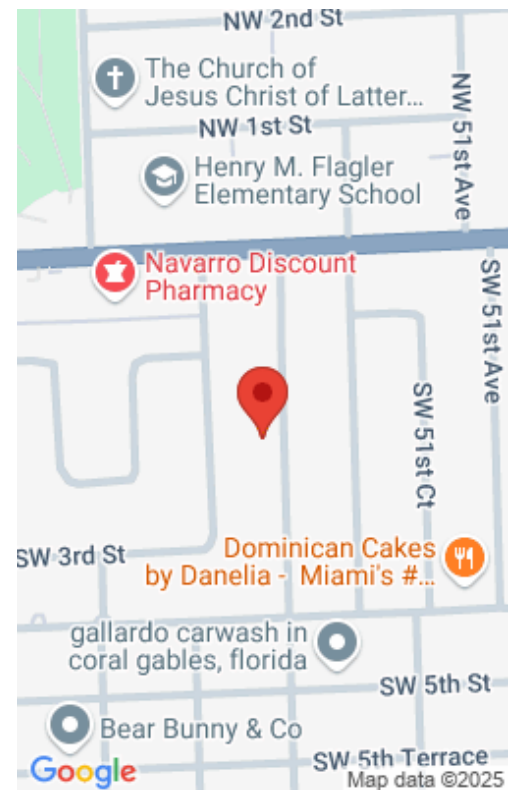 NW 2nd St
The Church of
Jesus Christ of Latter...
NW 1st St
NW 51st Ave
Henry M. Flagler
Elementary School
Navarro Discount
Pharmacy
SW 51st Ave
SW 51st Ct
SW 3rd St
Dominican Cakes
by Danelia - Miami's #...
gallardo carwash in
coral gables, florida
SW 5th St
Bear Bunny & Co
SW 5th Terrace
Google
Map data ©2025